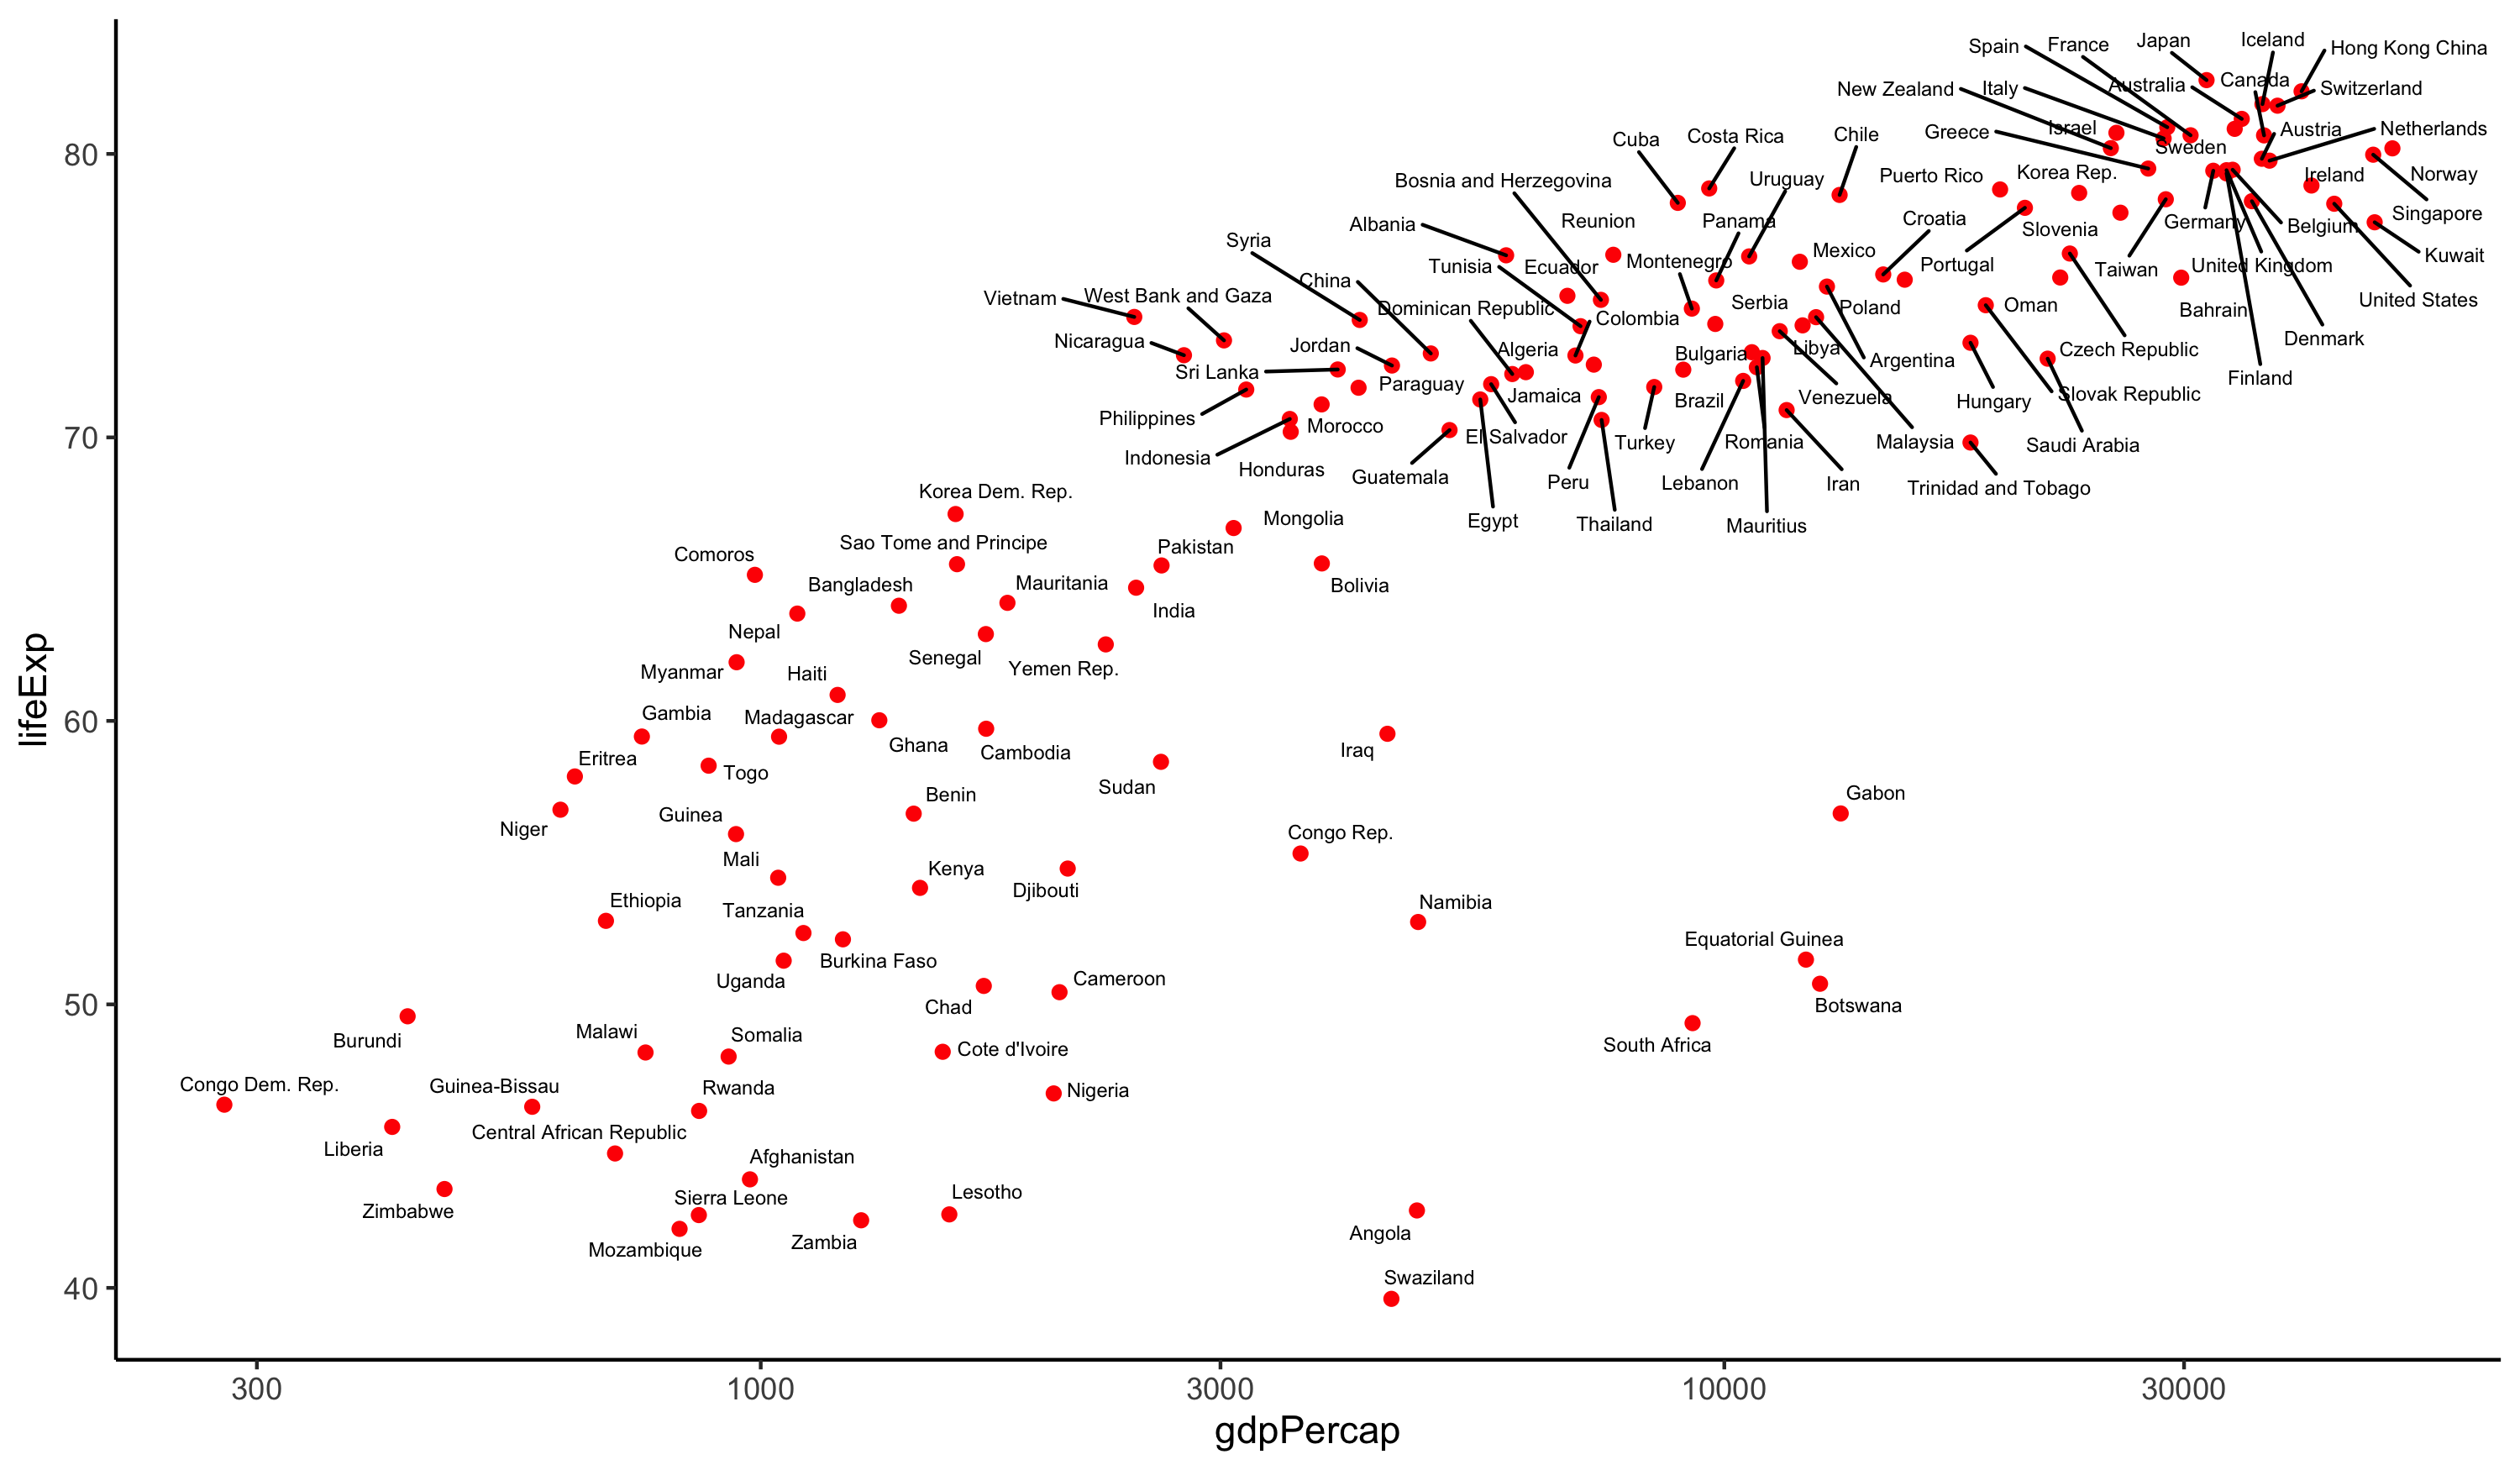 Iceland
Japan
France
Spain
Hong Kong China
Canada
Australia
Switzerland
Italy
New Zealand
Israel
Netherlands
Austria
Greece
Chile
Costa Rica
Cuba
80
Sweden
Korea Rep.
Norway
Ireland
Puerto Rico
Uruguay
Bosnia and Herzegovina
Singapore
Croatia
Panama
Reunion
Germany
Albania
Belgium
Slovenia
Syria
Mexico
Kuwait
Montenegro
Portugal
United Kingdom
Ecuador
Tunisia
Taiwan
China
West Bank and Gaza
Vietnam
United States
Serbia
Oman
Poland
Dominican Republic
Bahrain
Colombia
Denmark
Nicaragua
Jordan
Algeria
Libya
Czech Republic
Bulgaria
Argentina
Sri Lanka
Finland
Paraguay
Slovak Republic
Jamaica
Venezuela
Brazil
Hungary
Philippines
Morocco
70
El Salvador
Turkey
Romania
Malaysia
Saudi Arabia
Indonesia
Honduras
Guatemala
Peru
Lebanon
Iran
Trinidad and Tobago
Korea Dem. Rep.
Mongolia
Egypt
Thailand
Mauritius
Sao Tome and Principe
Pakistan
Comoros
Bangladesh
Mauritania
Bolivia
India
Nepal
Senegal
Yemen Rep.
Myanmar
Haiti
lifeExp
Gambia
Madagascar
60
Ghana
Cambodia
Iraq
Eritrea
Togo
Sudan
Benin
Gabon
Guinea
Niger
Congo Rep.
Mali
Kenya
Djibouti
Ethiopia
Namibia
Tanzania
Equatorial Guinea
Burkina Faso
Uganda
Cameroon
50
Chad
Botswana
Malawi
Somalia
Burundi
South Africa
Cote d'Ivoire
Congo Dem. Rep.
Guinea-Bissau
Rwanda
Nigeria
Central African Republic
Liberia
Afghanistan
Lesotho
Sierra Leone
Zimbabwe
Angola
Zambia
Mozambique
Swaziland
40
300
1000
3000
10000
30000
gdpPercap